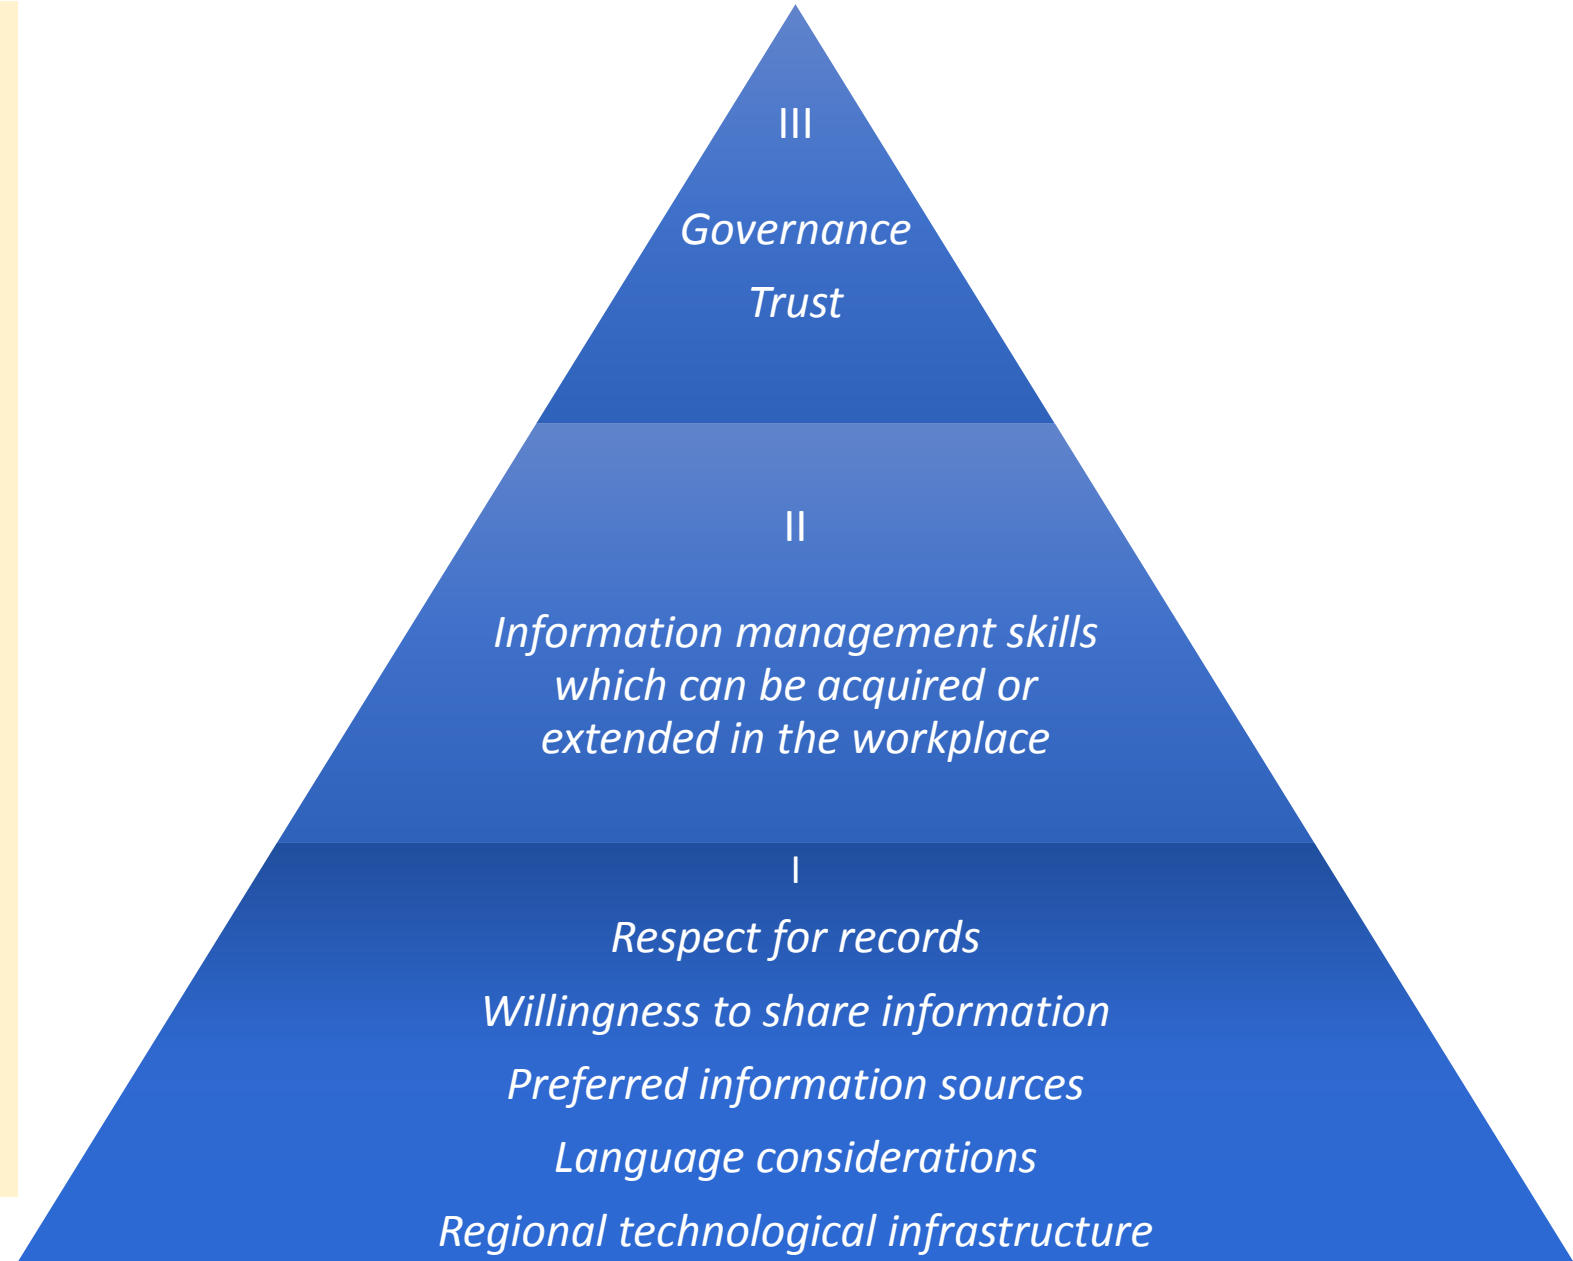 III
Governance
Trust
II
Information management skills
which can be acquired or
extended in the workplace
I
Respect for records
Willingness to share information
Preferred information sources
Language considerations
Regional technological infrastructure